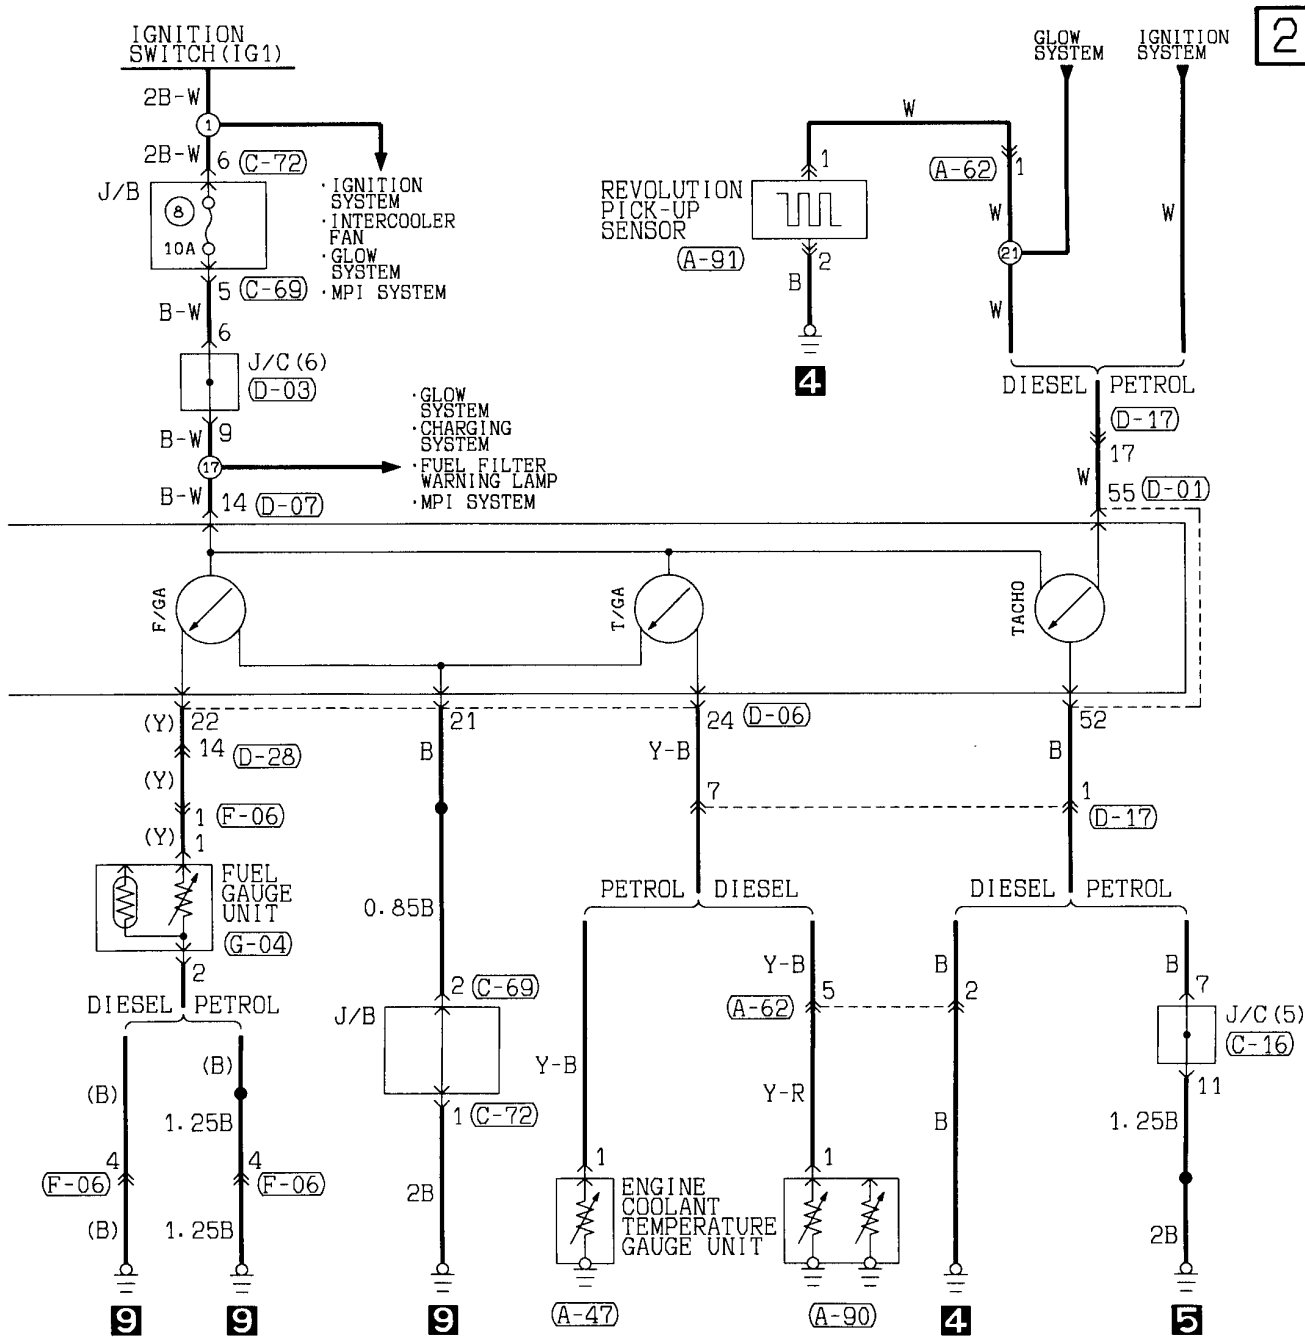 2
IGNITION
SWITCH(IG1)
2B-W
1
2B-W
6 C-72
J/B
8
10A
5 C-69
B-W
6
·IGNITION
SYSTEM
·INTERCOOLER
FAN
·GLOW
SYSTEM
·MPI SYSTEM
J/C(6)
D-03
9
B-W
17
B-W
14 D-07
·GLOW
SYSTEM
·CHARGING
SYSTEM
·FUEL FILTER
WARNING LAMP
·MPI SYSTEM
GLOW
SYSTEM
IGNITION
SYSTEM
W
1
A-62 1
REVOLUTION
PICK-UP
SENSOR
A-91
2
B
4
W
21
W
W
DIESEL PETROL
D-17
17
W
55 D-01
F/GA
T/GA
TACHO
(Y) 22
14 D-28
(Y)
1 F-06
(Y) 1
FUEL
GAUGE
UNIT
G-04
2
DIESEL PETROL
(B)
(B)
1.25B
4
F-06
4
F-06
(B)
1.25B
9
9
21
B
0.85B
2 C-69
J/B
1 C-72
2B
9
24 D-06
Y-B
7
52
B
1
D-17
PETROL DIESEL
DIESEL PETROL
Y-B
Y-B
5
A-62
Y-R
B
2
B
B
7
J/C(5)
C-16
11
1.25B
2B
1
1
ENGINE
COOLANT
TEMPERATURE
GAUGE UNIT
A-47
A-90
4
5